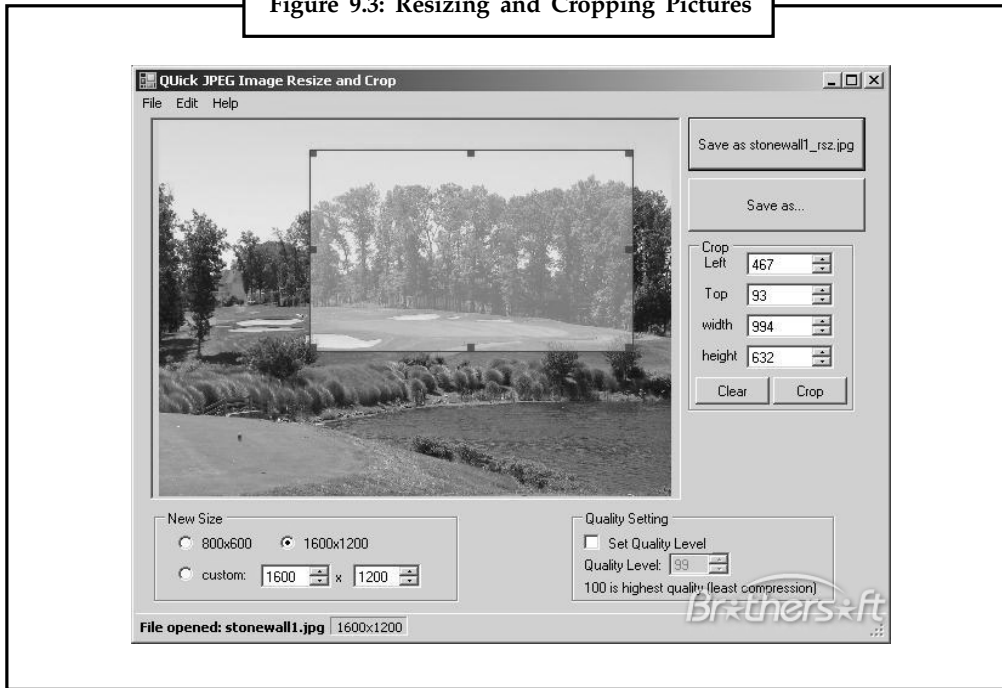 Figure 9.3: Resizing and Cropping Pictures
QUick JPEG Image Resize and Crop
File Edit Help
Save as stonewall1_rsz.jpg
Save as...
Crop
Left 467
Top 93
width 994
height 632
Clear Crop
New Size
800x600 1600x1200
custom: 1600 x 1200
Quality Setting
Set Quality Level
Quality Level: 99
100 is highest quality (least compression)
Br☆thers☆ft
File opened: stonewall1.jpg 1600x1200